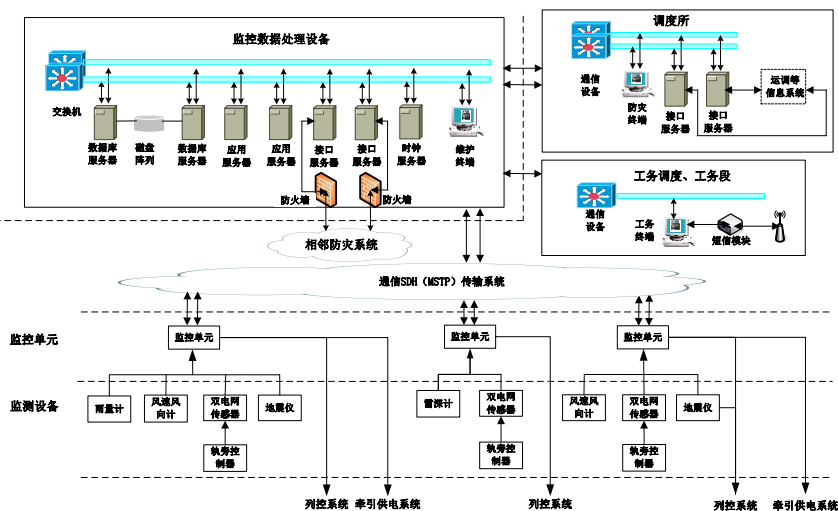 监控数据处理设备
交换机
数据库
服务器
磁盘
阵列
数据库
服务器
应用
服务器
应用
服务器
接口
服务器
接口
服务器
时钟
服务器
维护
终端
防火墙
防火墙
调度所
通信
设备
防灾
终端
接口
服务器
接口
服务器
运调等
信息系统
工务调度、工务段
通信
设备
工务
终端
短信模块
相邻防灾系统
通信SDH（MSTP）传输系统
监控单元
监控单元
监控单元
监控单元
监测设备
雨量计
风速风
向计
双电网
传感器
地震仪
轨旁控
制器
雪深计
双电网
传感器
轨旁控
制器
风速风
向计
双电网
传感器
地震仪
轨旁控
制器
列控系统
牵引供电系统
列控系统
列控系统
牵引供电系统